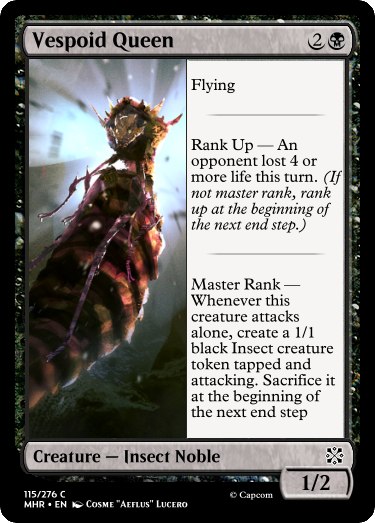 Vespoid Queen
2
Flying
Rank Up — An
opponent lost 4 or
more life this turn. (If
not master rank, rank
up at the beginning of
the next end step.)
Master Rank —
Whenever this
creature attacks
alone, create a 1/1
black Insect creature
token tapped and
attacking. Sacrifice it
at the beginning of
the next end step
Creature — Insect Noble
1/2
115/276 C
MHR • EN Cosme "Aeflus" Lucero
© Capcom